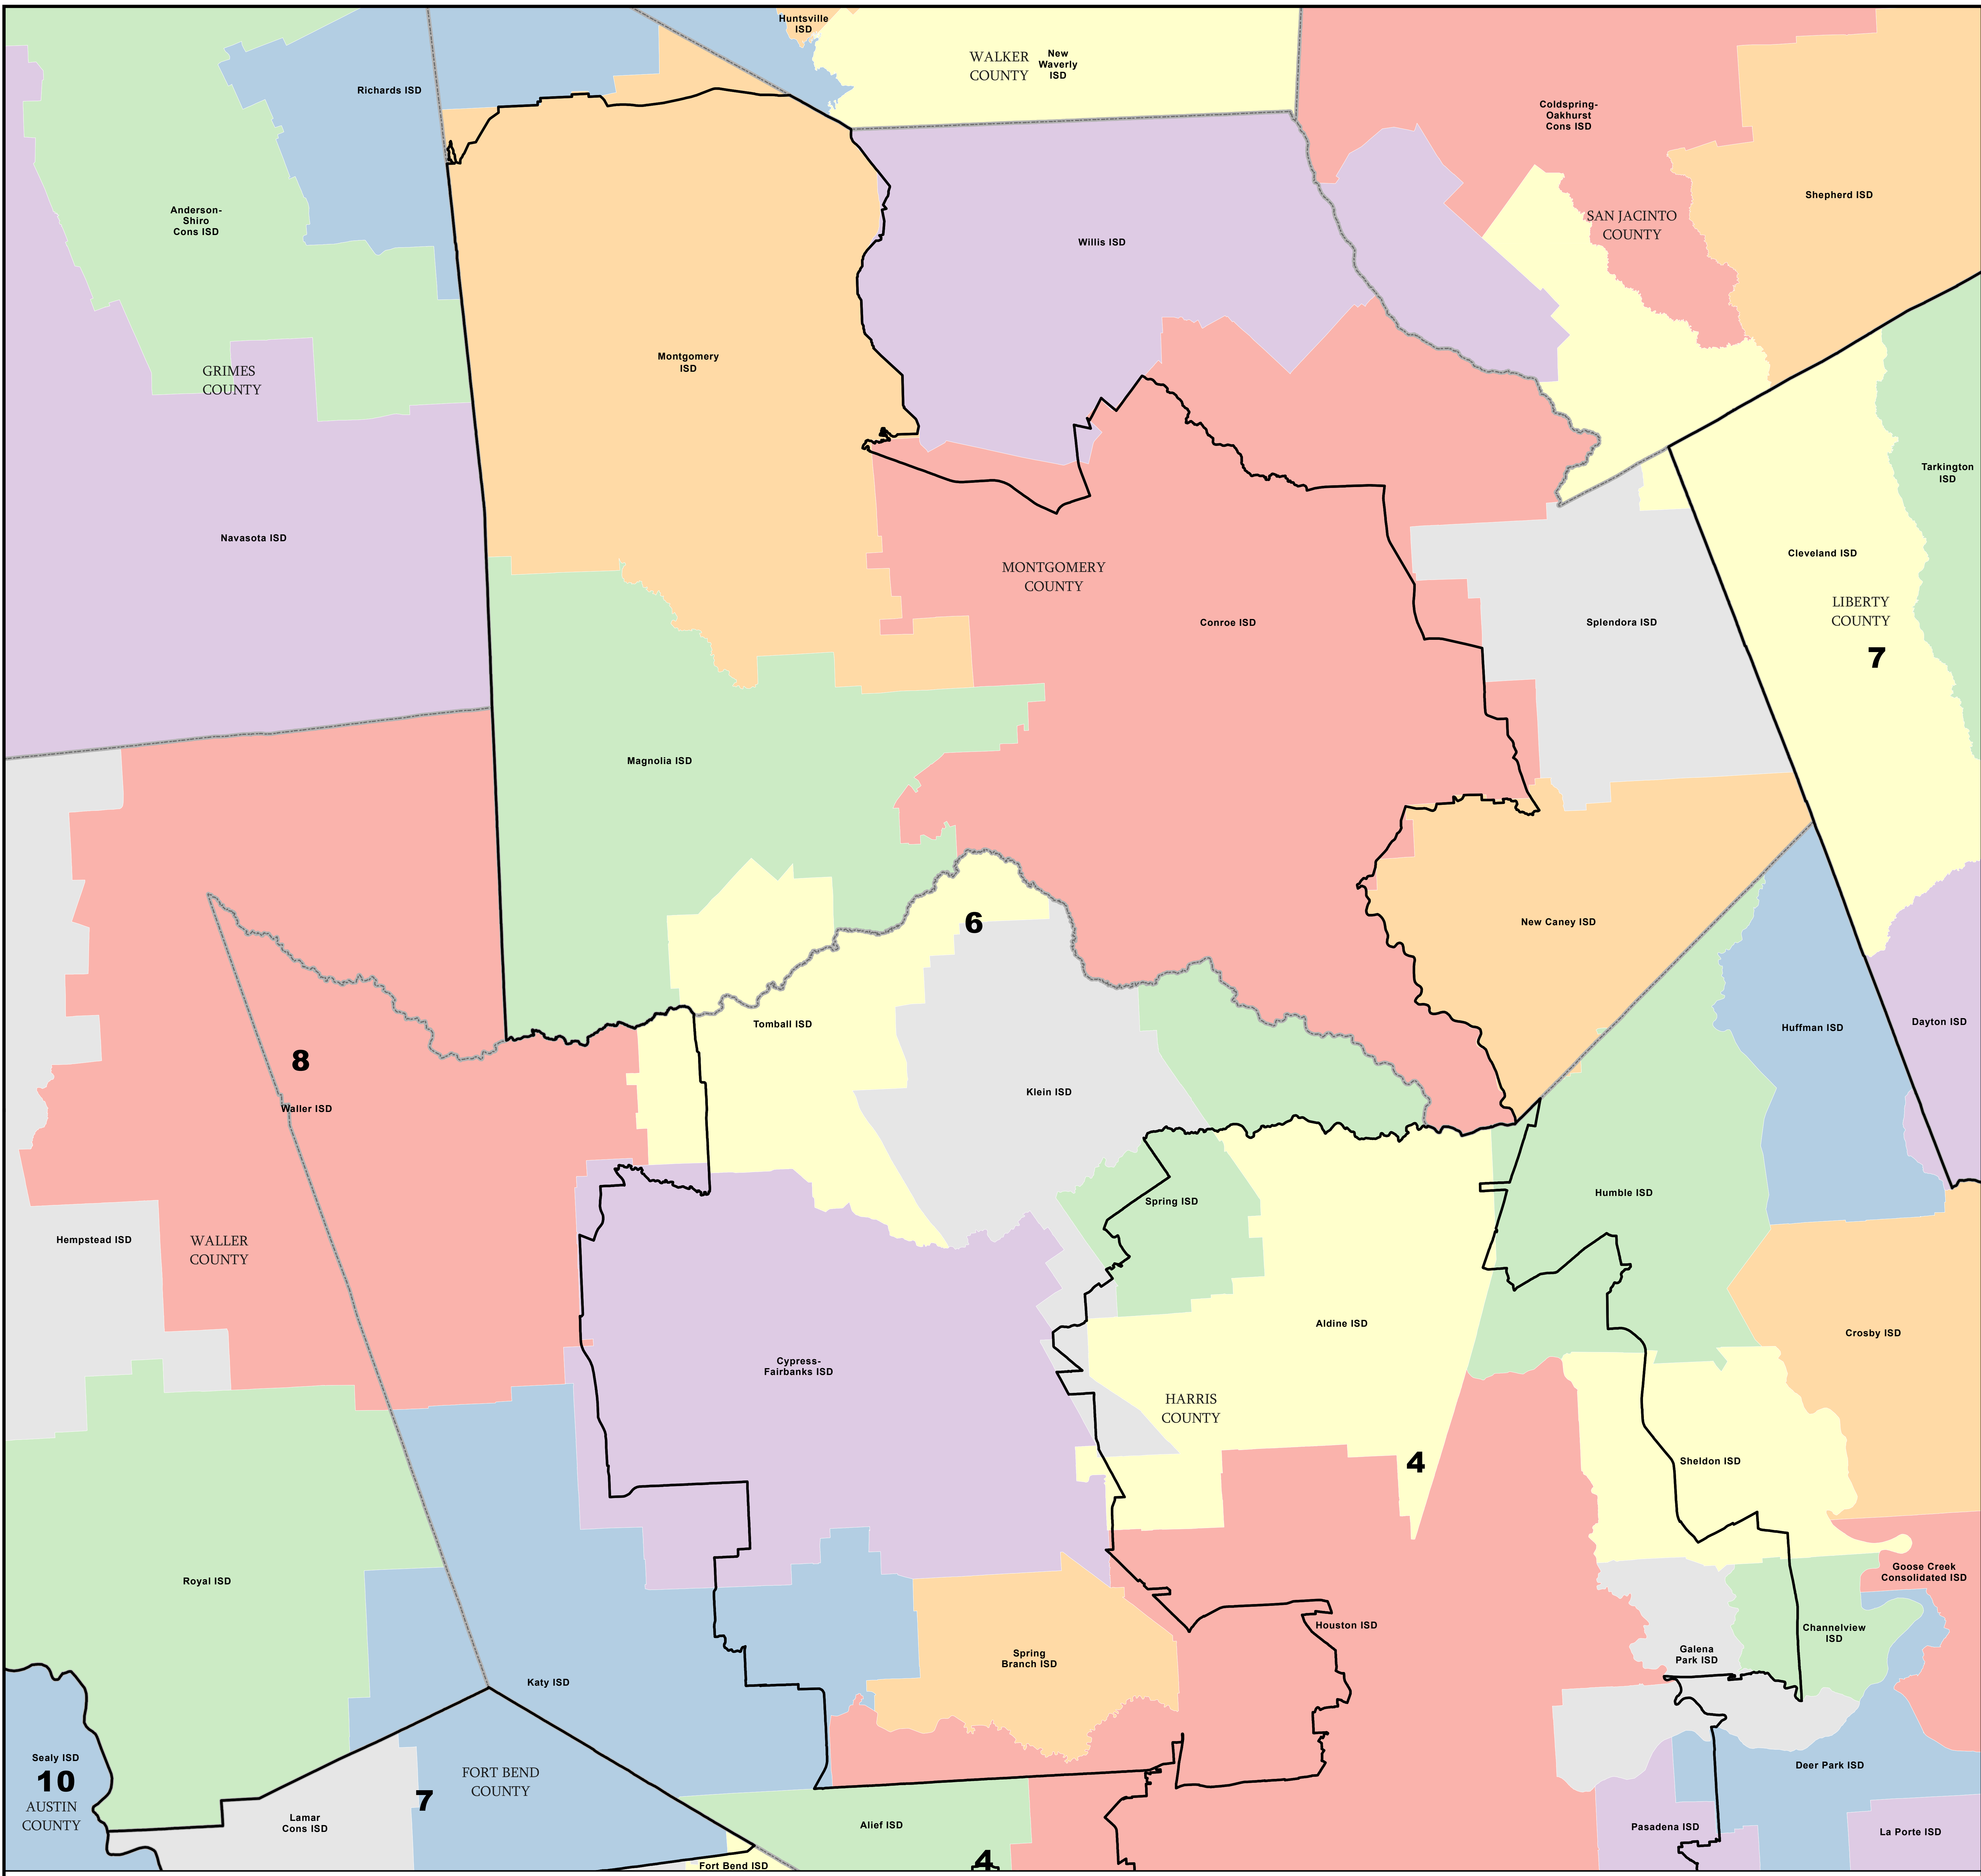 Huntsville
ISD
WALKER
COUNTY
New
Waverly
ISD
Richards ISD
Coldspring-
Oakhurst
Cons ISD
Shepherd ISD
Anderson-
Shiro
Cons ISD
SAN JACINTO
COUNTY
Willis ISD
Montgomery
ISD
GRIMES
COUNTY
Tarkington
ISD
Navasota ISD
Cleveland ISD
MONTGOMERY
COUNTY
LIBERTY
COUNTY
Conroe ISD
Splendora ISD
7
Magnolia ISD
6
New Caney ISD
Tomball ISD
Huffman ISD
Dayton ISD
8
Klein ISD
Waller ISD
Spring ISD
Humble ISD
Hempstead ISD
WALLER
COUNTY
Aldine ISD
Crosby ISD
Cypress-
Fairbanks ISD
HARRIS
COUNTY
4
Sheldon ISD
Royal ISD
Goose Creek
Consolidated ISD
Houston ISD
Channelview
ISD
Spring
Branch ISD
Galena
Park ISD
Katy ISD
Sealy ISD
10
AUSTIN
COUNTY
FORT BEND
COUNTY
7
Deer Park ISD
Lamar
Cons ISD
Alief ISD
Pasadena ISD
La Porte ISD
4
Fort Bend ISD